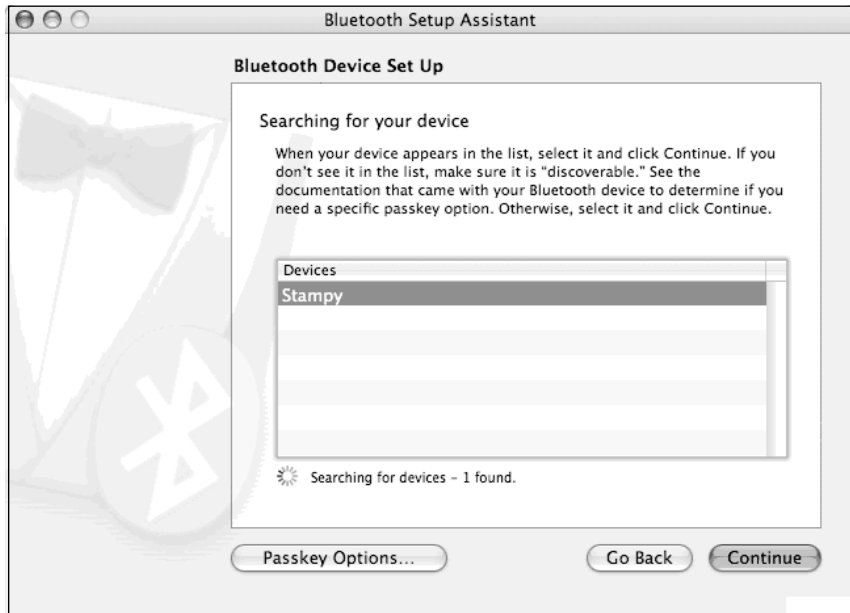 Bluetooth Setup Assistant
Bluetooth Device Set Up
Searching for your device
When your device appears in the list, select it and click Continue. If you
don't see it in the list, make sure it is “discoverable.” See the
documentation that came with your Bluetooth device to determine if you
need a specific passkey option. Otherwise, select it and click Continue.
Devices
Stampy
Searching for devices – 1 found.
Passkey Options...
Go Back
Continue